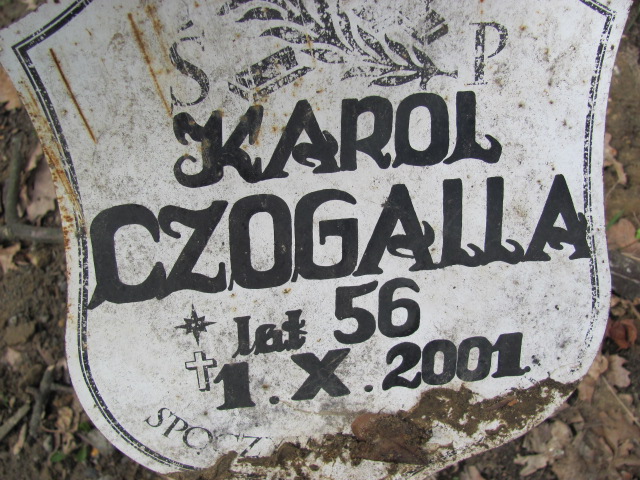 Ś P
KAROL
CZOGALLA
lat 56
1. X. 2001